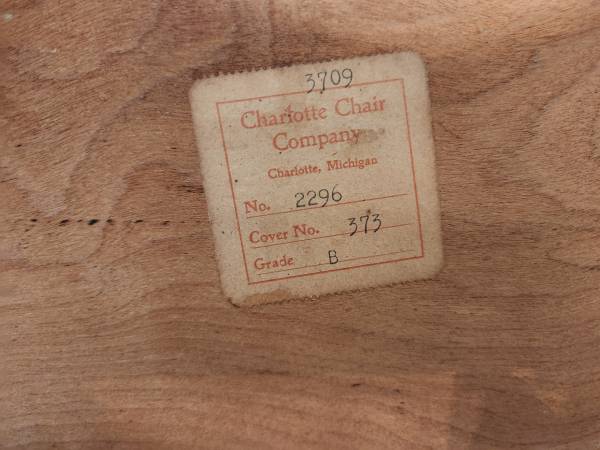 3709
Charlotte Chair
Company
Charlotte, Michigan
No. 2296
Cover No. 373
Grade B